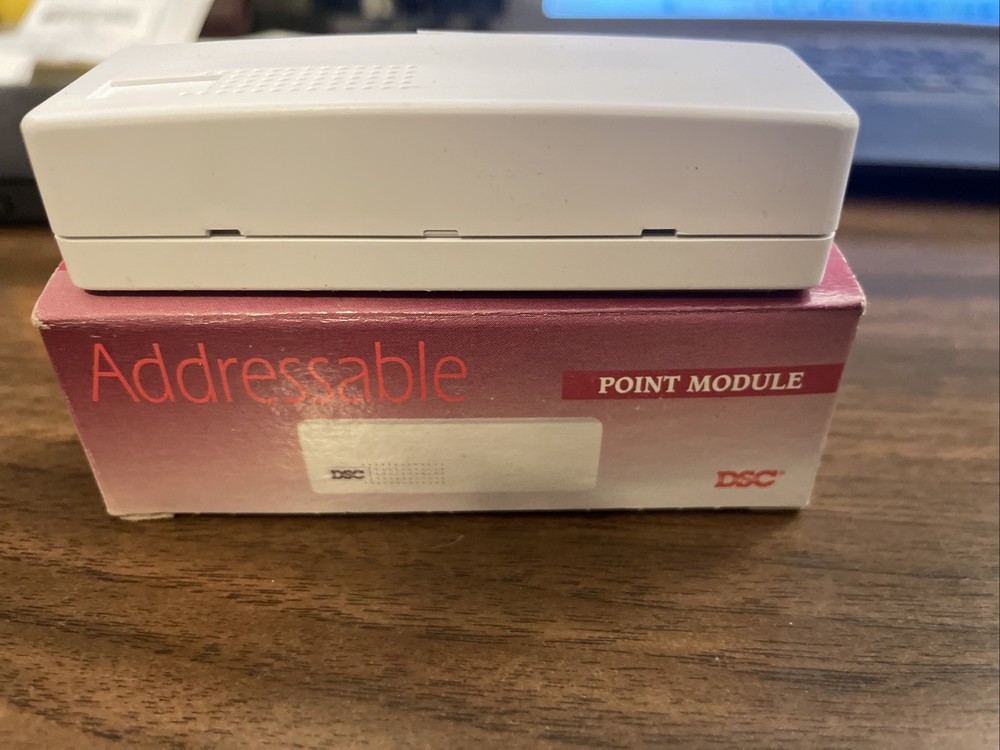 Addressable
POINT MODULE
DSC
DSC®